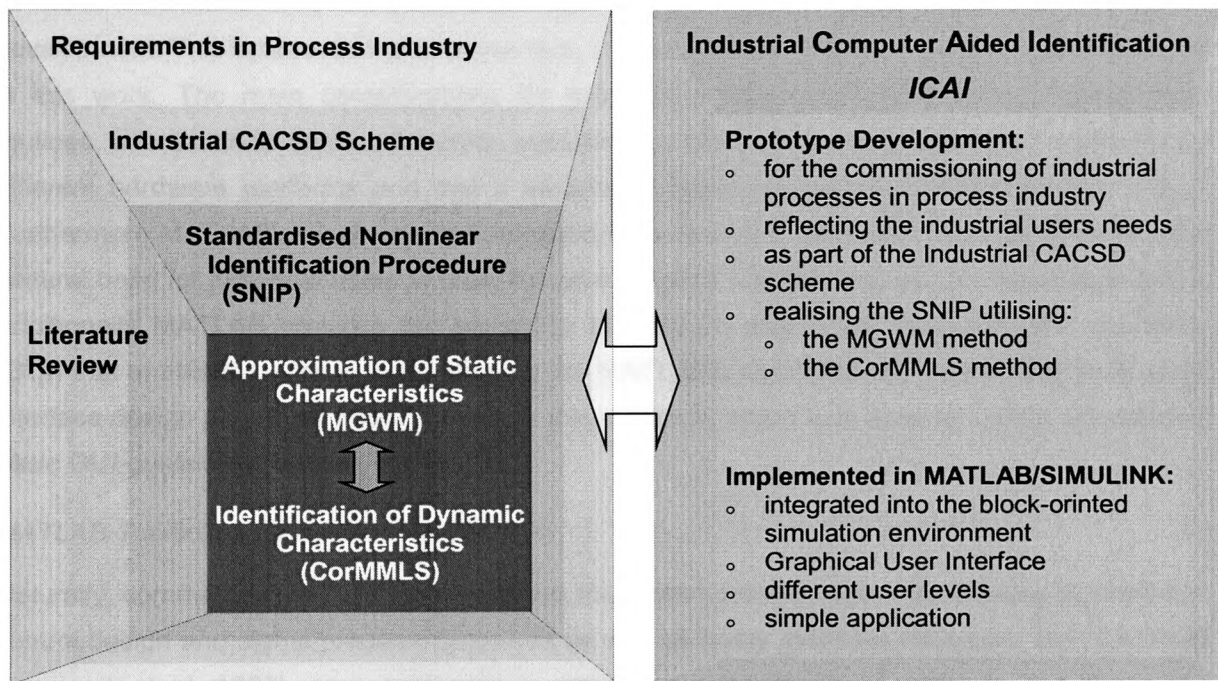 Requirements in Process Industry
Industrial CACSD Scheme
Standardised Nonlinear
Identification Procedure
(SNIP)
Literature
Review
Approximation of Static
Characteristics
(MGWM)
Identification of Dynamic
Characteristics
(CorMMLS)
Industrial Computer Aided Identification
ICAI
Prototype Development:
for the commissioning of industrial
processes in process industry
reflecting the industrial users needs
as part of the Industrial CACSD
scheme
realising the SNIP utilising:
the MGWM method
the CorMMLS method
Implemented in MATLAB/SIMULINK:
integrated into the block-orinted
simulation environment
Graphical User Interface
different user levels
simple application